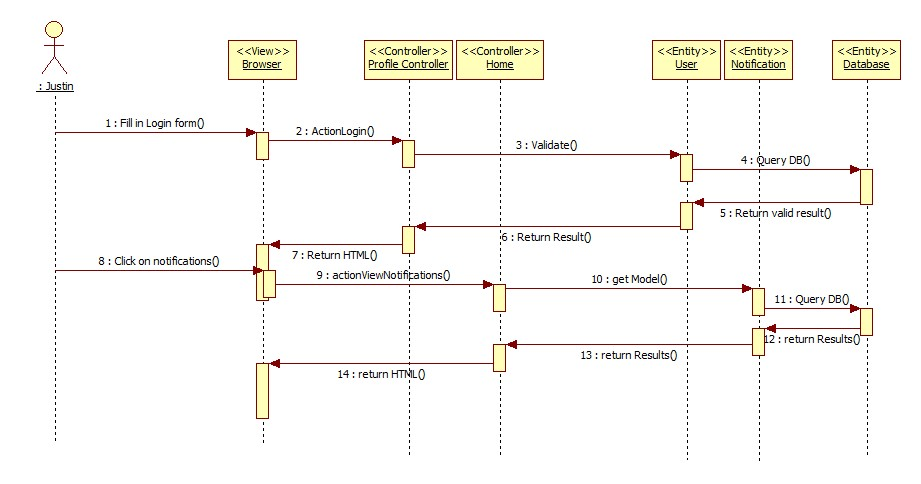 : Justin
<<View>>
Browser
<<Controller>>
Profile Controller
<<Controller>>
Home
<<Entity>>
User
<<Entity>>
Notification
<<Entity>>
Database
1 : Fill in Login form()
2 : ActionLogin()
3 : Validate()
4 : Query DB()
5 : Return valid result()
6 : Return Result()
7 : Return HTML()
8 : Click on notifications()
9 : actionViewNotifications()
10 : get Model()
11 : Query DB()
12 : return Results()
13 : return Results()
14 : return HTML()